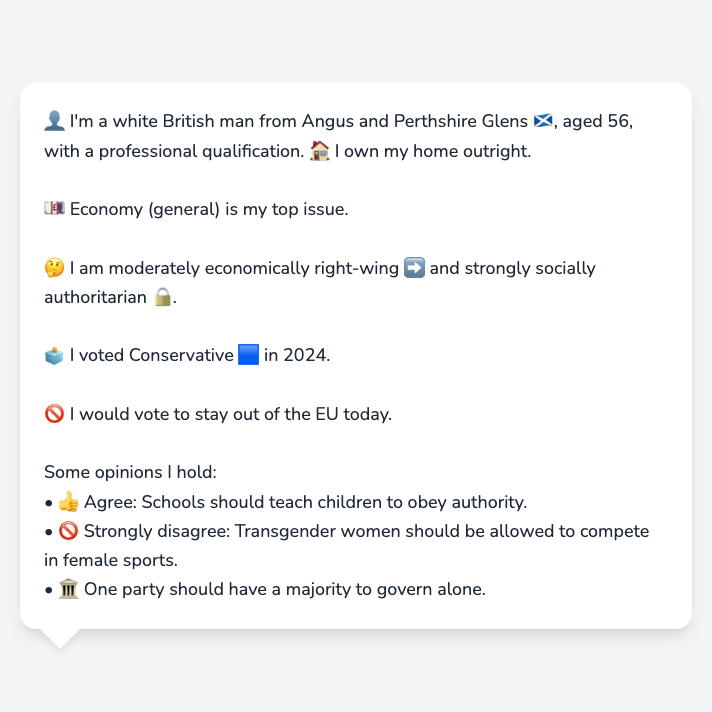 👤 I'm a white British man from Angus and Perthshire Glens 🏴󠁧󠁢󠁳󠁣󠁴󠁿, aged 56,
with a professional qualification. 🏠 I own my home outright.
💷 Economy (general) is my top issue.
🤔 I am moderately economically right-wing ➡️ and strongly socially
authoritarian 🔒.
🗳️ I voted Conservative 🟦 in 2024.
🚫 I would vote to stay out of the EU today.
Some opinions I hold:
• 👍 Agree: Schools should teach children to obey authority.
• 🚫 Strongly disagree: Transgender women should be allowed to compete
in female sports.
• 🏛️ One party should have a majority to govern alone.